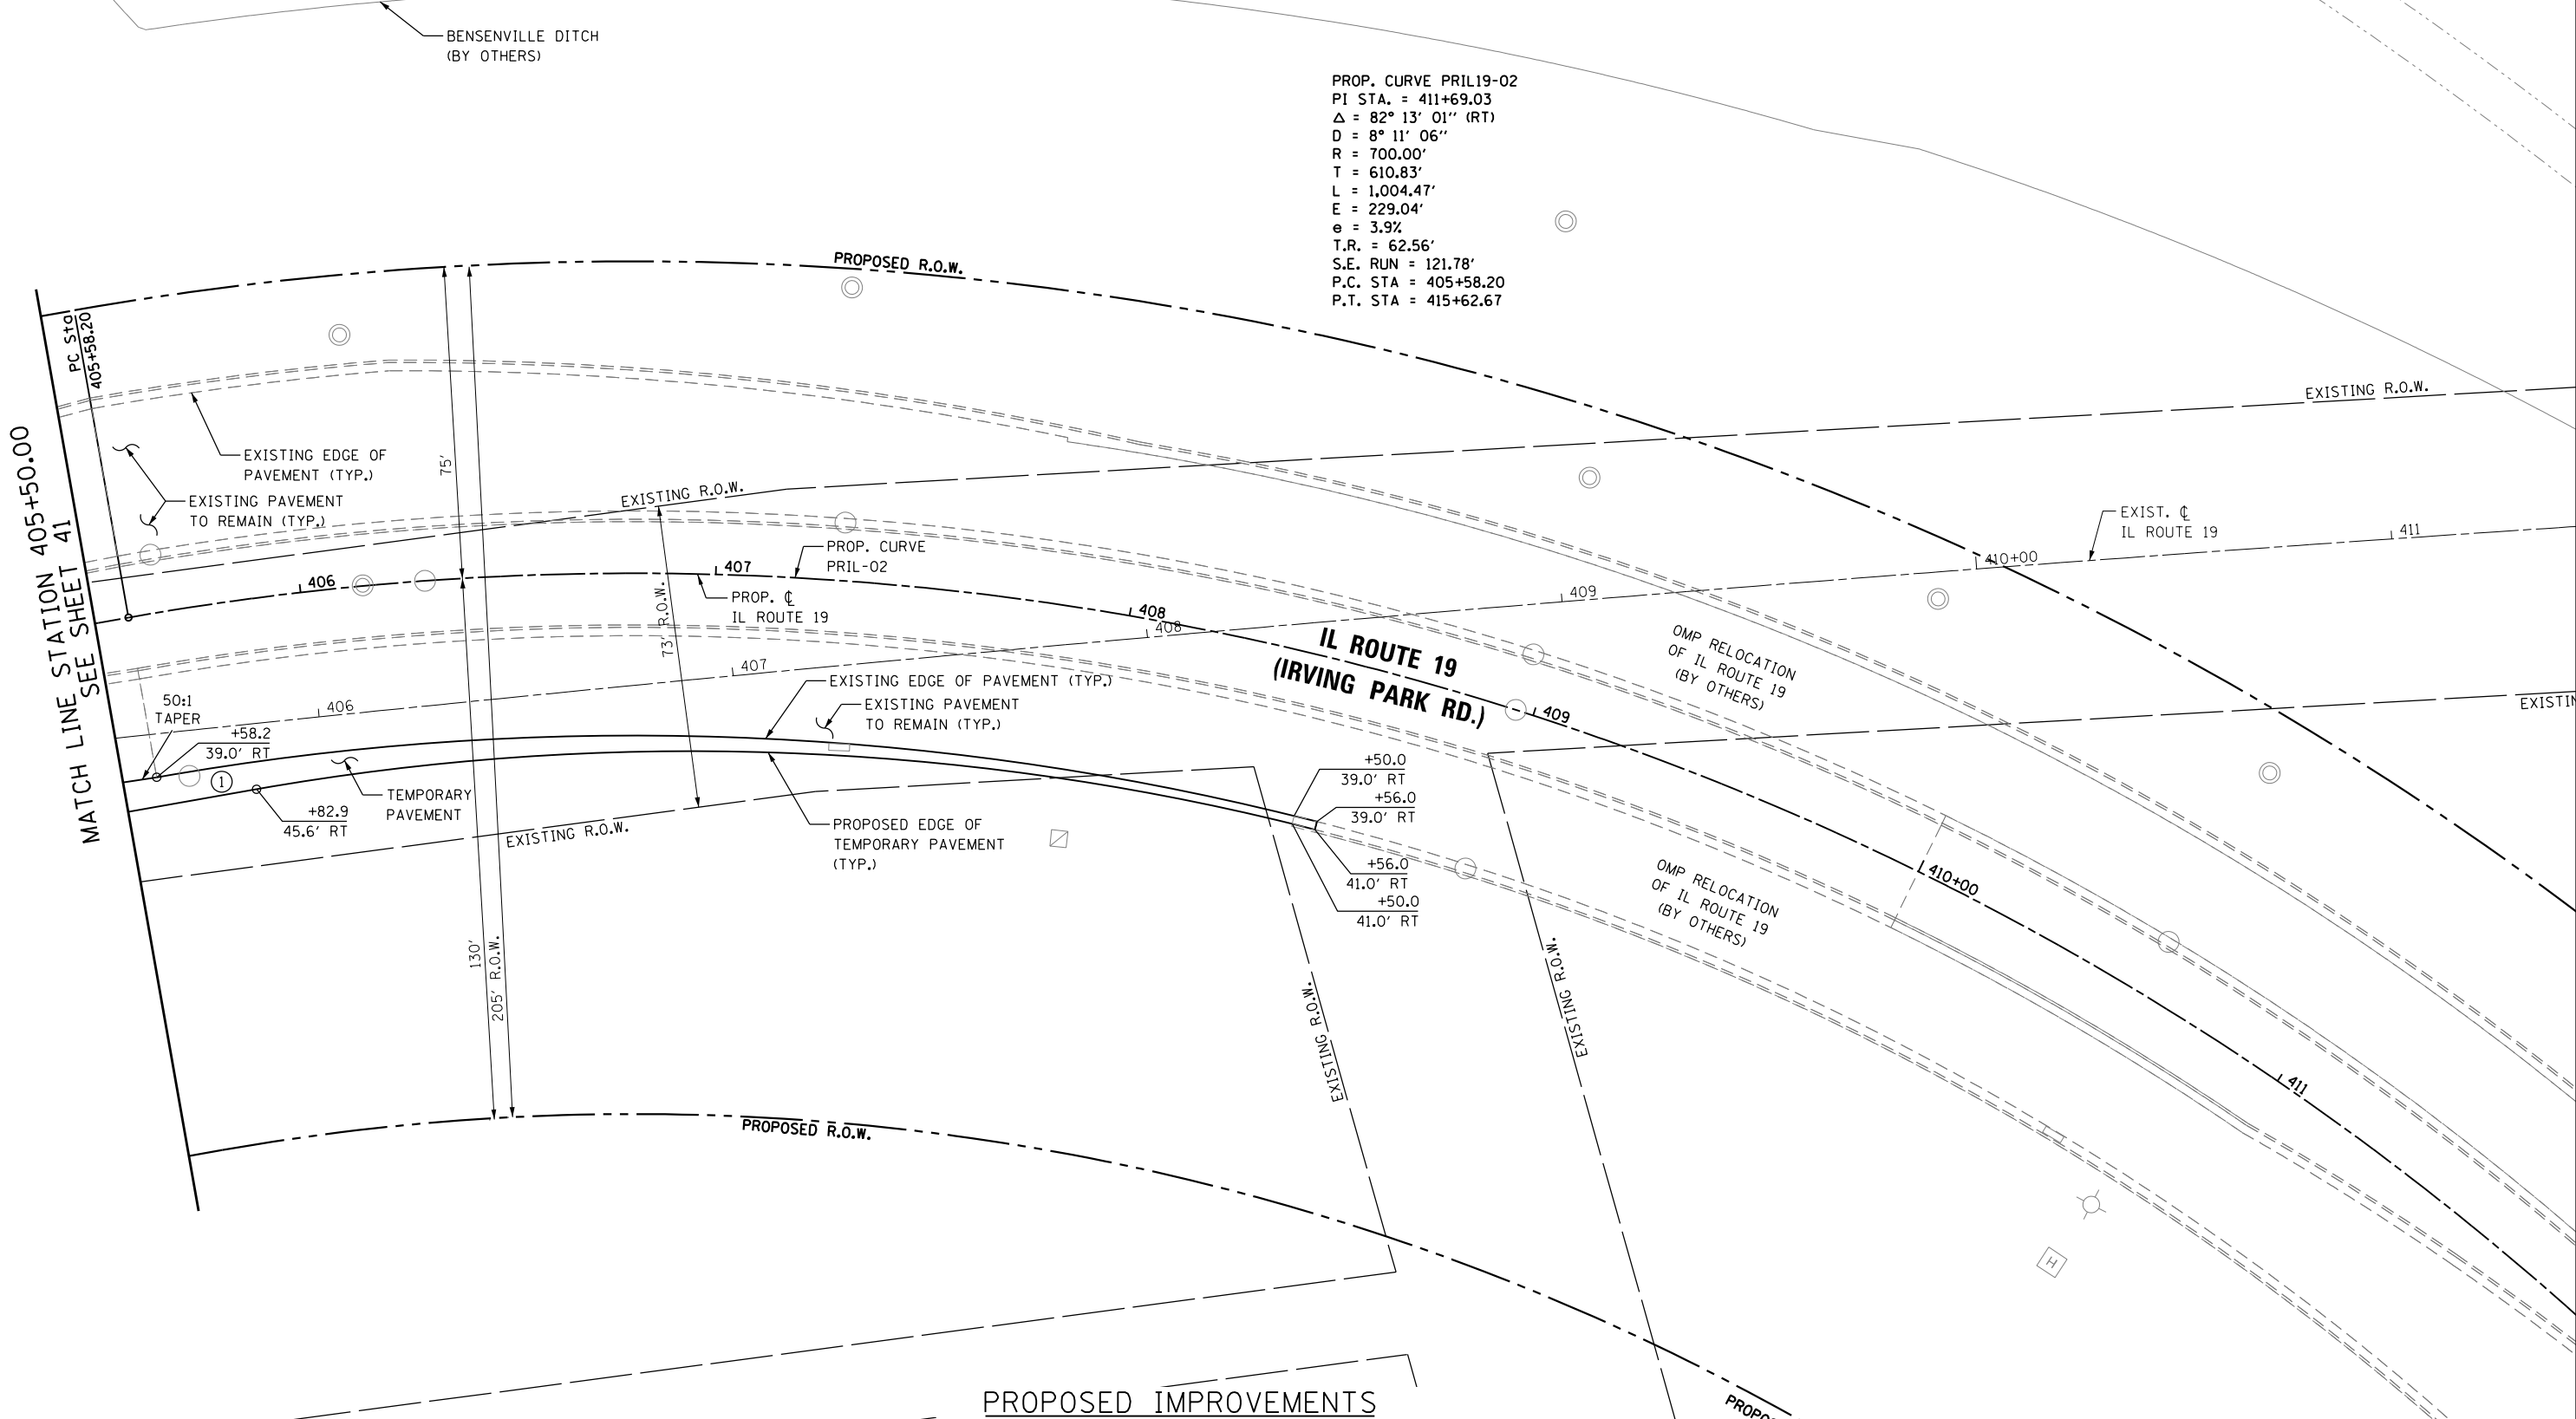 BENSENVILLE DITCH
(BY OTHERS)
PROP. CURVE PRIL19-02
PI STA. = 411+69.03
Δ = 82° 13' 01'' (RT)
D = 8° 11' 06''
R = 700.00'
T = 610.83'
L = 1,004.47'
E = 229.04'
e = 3.9%
T.R. = 62.56'
S.E. RUN = 121.78'
P.C. STA = 405+58.20
P.T. STA = 415+62.67
PROPOSED R.O.W.
PC Sta
405+58.20
MATCH LINE STATION 405+50.00
SEE SHEET 41
EXISTING EDGE OF
PAVEMENT (TYP.)
EXISTING PAVEMENT
TO REMAIN (TYP.)
75'
EXISTING R.O.W.
EXISTING R.O.W.
PROP. CURVE
PRIL-02
PROP. ℄
IL ROUTE 19
73' R.O.W.
406
407
408
409
410+00
411
EXIST. ℄
IL ROUTE 19
406
407
408
409
410+00
411
IL ROUTE 19
(IRVING PARK RD.)
OMP RELOCATION
OF IL ROUTE 19
(BY OTHERS)
EXISTIN
50:1
TAPER
+58.2
39.0' RT
1
+82.9
45.6' RT
TEMPORARY
PAVEMENT
EXISTING EDGE OF PAVEMENT (TYP.)
EXISTING PAVEMENT
TO REMAIN (TYP.)
PROPOSED EDGE OF
TEMPORARY PAVEMENT
(TYP.)
EXISTING R.O.W.
+50.0
39.0' RT
+56.0
39.0' RT
+56.0
41.0' RT
+50.0
41.0' RT
OMP RELOCATION
OF IL ROUTE 19
(BY OTHERS)
130'
205' R.O.W.
EXISTING R.O.W.
EXISTING R.O.W.
PROPOSED R.O.W.
H
PROPO
PROPOSED IMPROVEMENTS